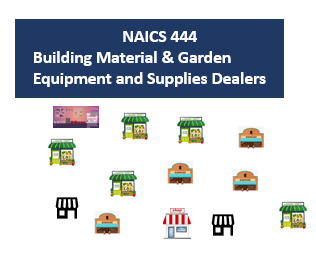 NAICS 444
Building Material & Garden
Equipment and Supplies Dealers